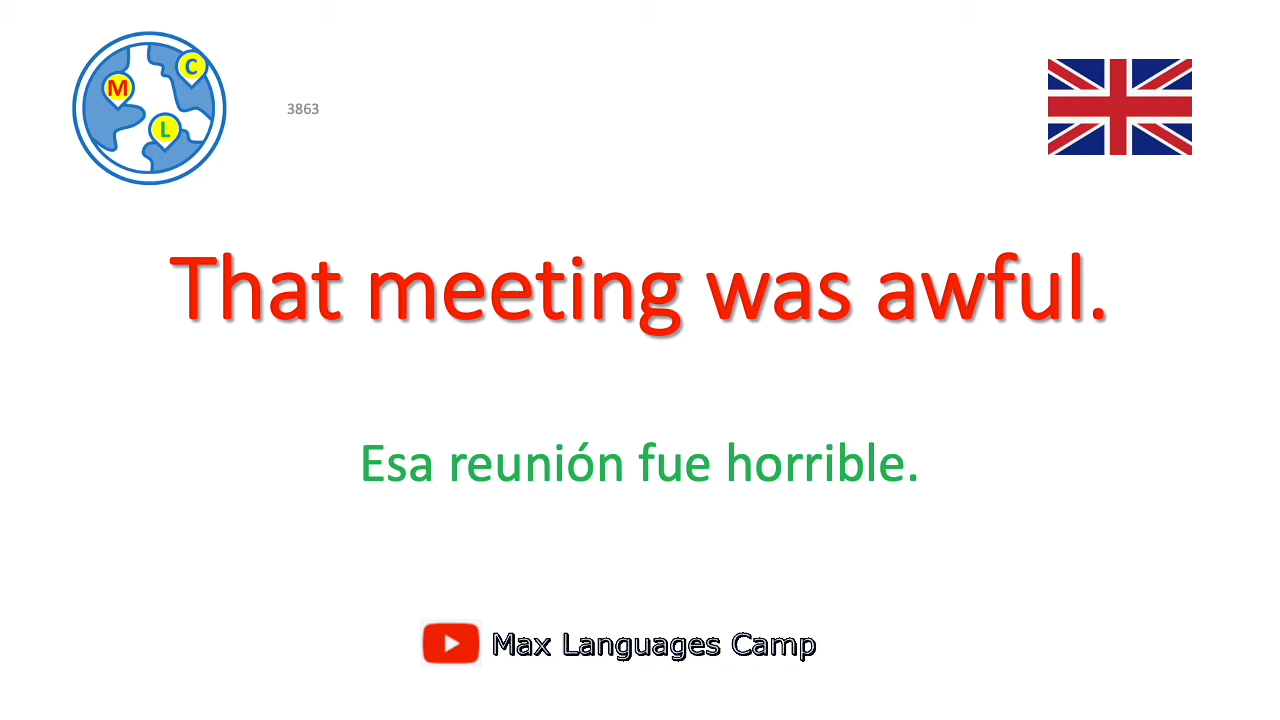 C
M
L
3863
That meeting was awful.
Esa reunión fue horrible.
Max Languages Camp